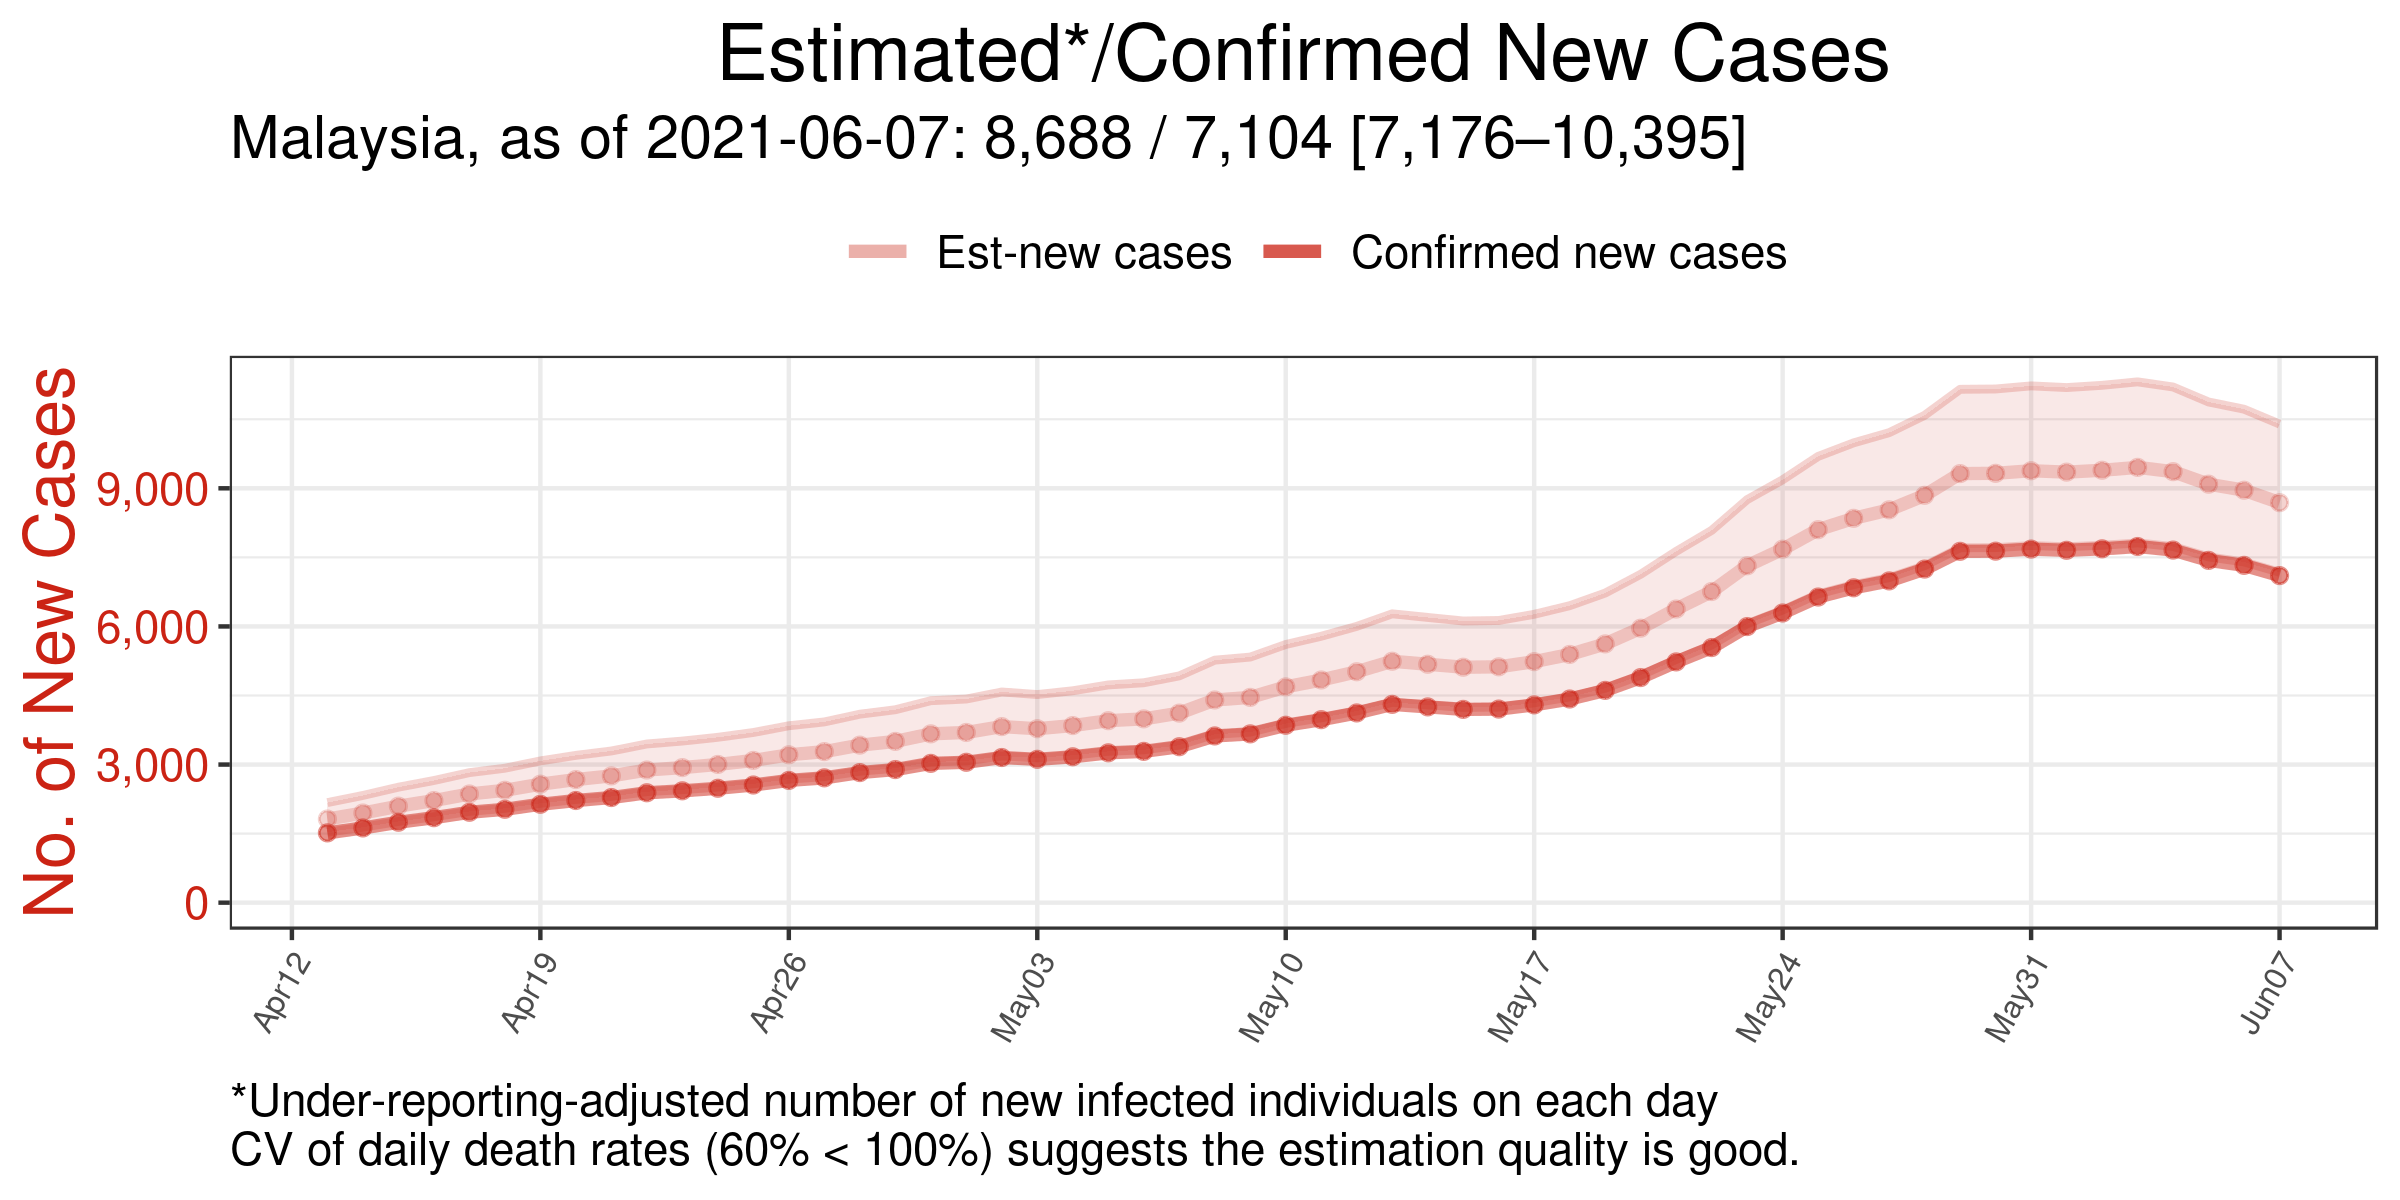 Estimated*/Confirmed New Cases
Malaysia, as of 2021-06-07: 8,688 / 7,104 [7,176–10,395]
Est-new cases
Confirmed new cases
No. of New Cases
9,000
6,000
3,000
0
Apr12
Apr19
Apr26
May03
May10
May17
May24
May31
Jun07
*Under-reporting-adjusted number of new infected individuals on each day
CV of daily death rates (60% < 100%) suggests the estimation quality is good.